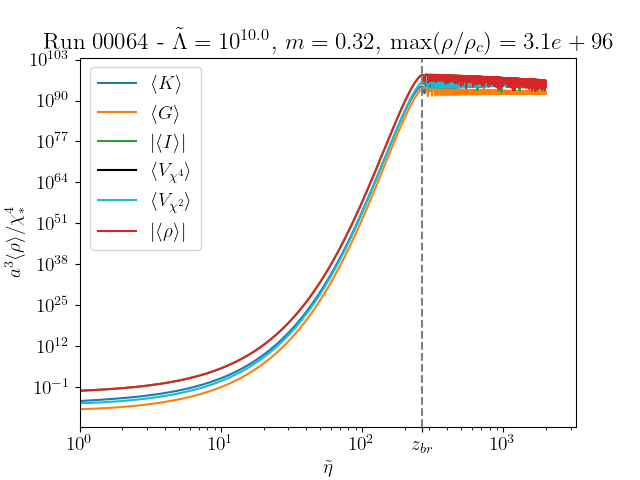 Run 00064 - Λ̃ = 10^{10.0}, m = 0.32, max(ρ/ρ_c) = 3.1e + 96
10^{103}
10^{90}
10^{77}
10^{64}
10^{51}
10^{38}
10^{25}
10^{12}
10^{−1}
a^3⟨ρ⟩/χ_*^4
⟨K⟩
⟨G⟩
|⟨I⟩|
⟨V_{χ^4}⟩
⟨V_{χ^2}⟩
|⟨ρ⟩|
10^0
10^1
10^2
z_{br}
10^3
η̃